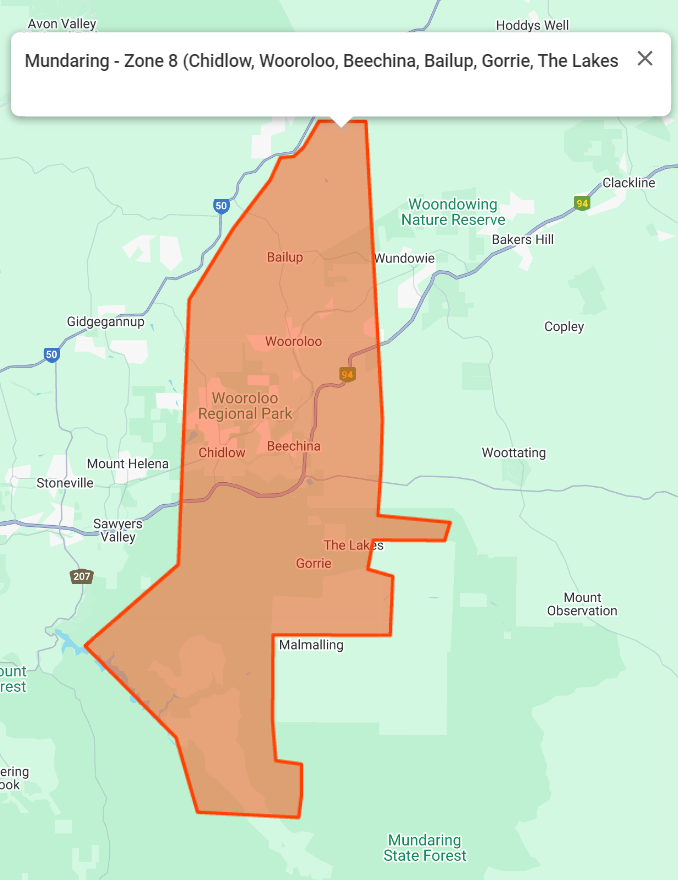 Avon Valley
Hoddys Well
Mundaring - Zone 8 (Chidlow, Wooroloo, Beechina, Bailup, Gorrie, The Lakes
Clackline
94
50
Woondowing
Nature Reserve
Bakers Hill
Bailup
Wundowie
Gidgegannup
Copley
Wooroloo
50
94
Wooroloo
Regional Park
Beechina
Chidlow
Woottating
Mount Helena
Stoneville
Sawyers
Valley
The Lakes
Gorrie
207
Mount
Observation
Malmalling
ount
rest
ering
ook
Mundaring
State Forest